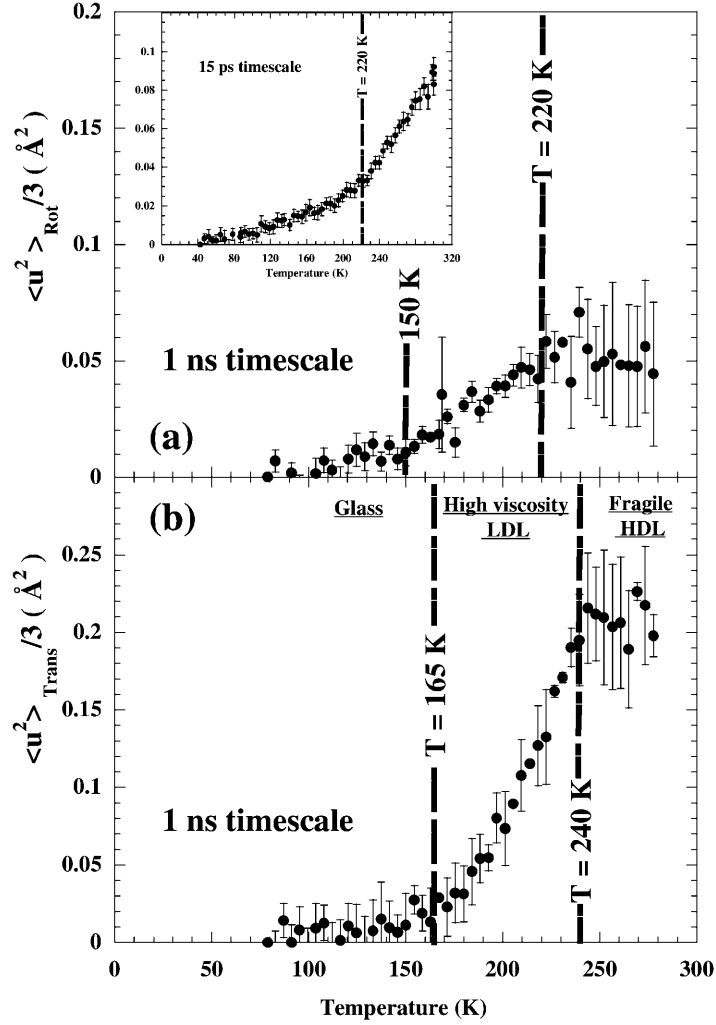 0.2
0.15
0.1
0.05
0
<u²>Rot/3 ( Å²)
0.1
0.08
0.06
0.04
0.02
0
15 ps timescale
T = 220 K
0 40 80 120 160 200 240 280 320
Temperature (K)
T = 220 K
150 K
1 ns timescale
(a)
(b)
Glass
High viscosity
LDL
Fragile
HDL
0.25
0.2
0.15
0.1
0.05
0
<u²>Trans/3 ( Å²)
T = 165 K
T = 240 K
1 ns timescale
0 50 100 150 200 250 300
Temperature (K)